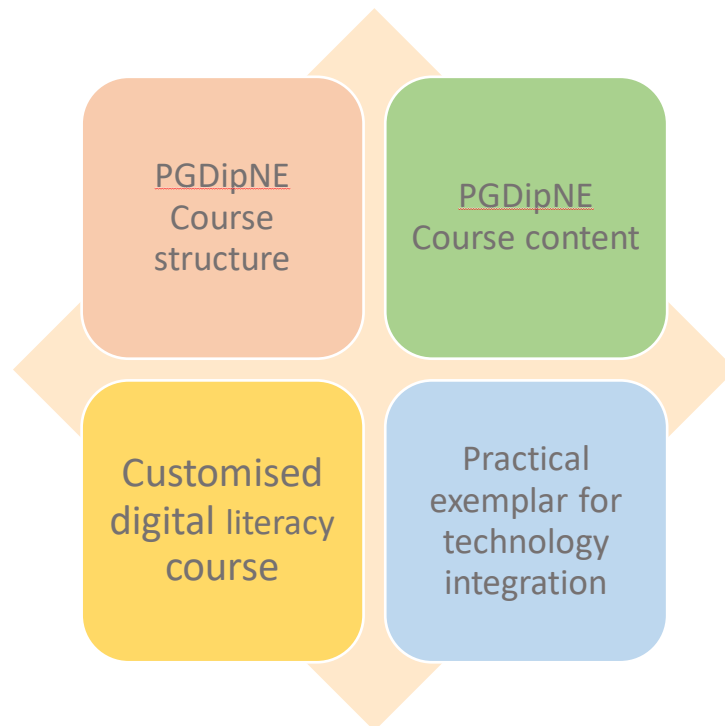 PGDipNE
Course
structure
PGDipNE
Course content
Customised
digital literacy
course
Practical
exemplar for
technology
integration